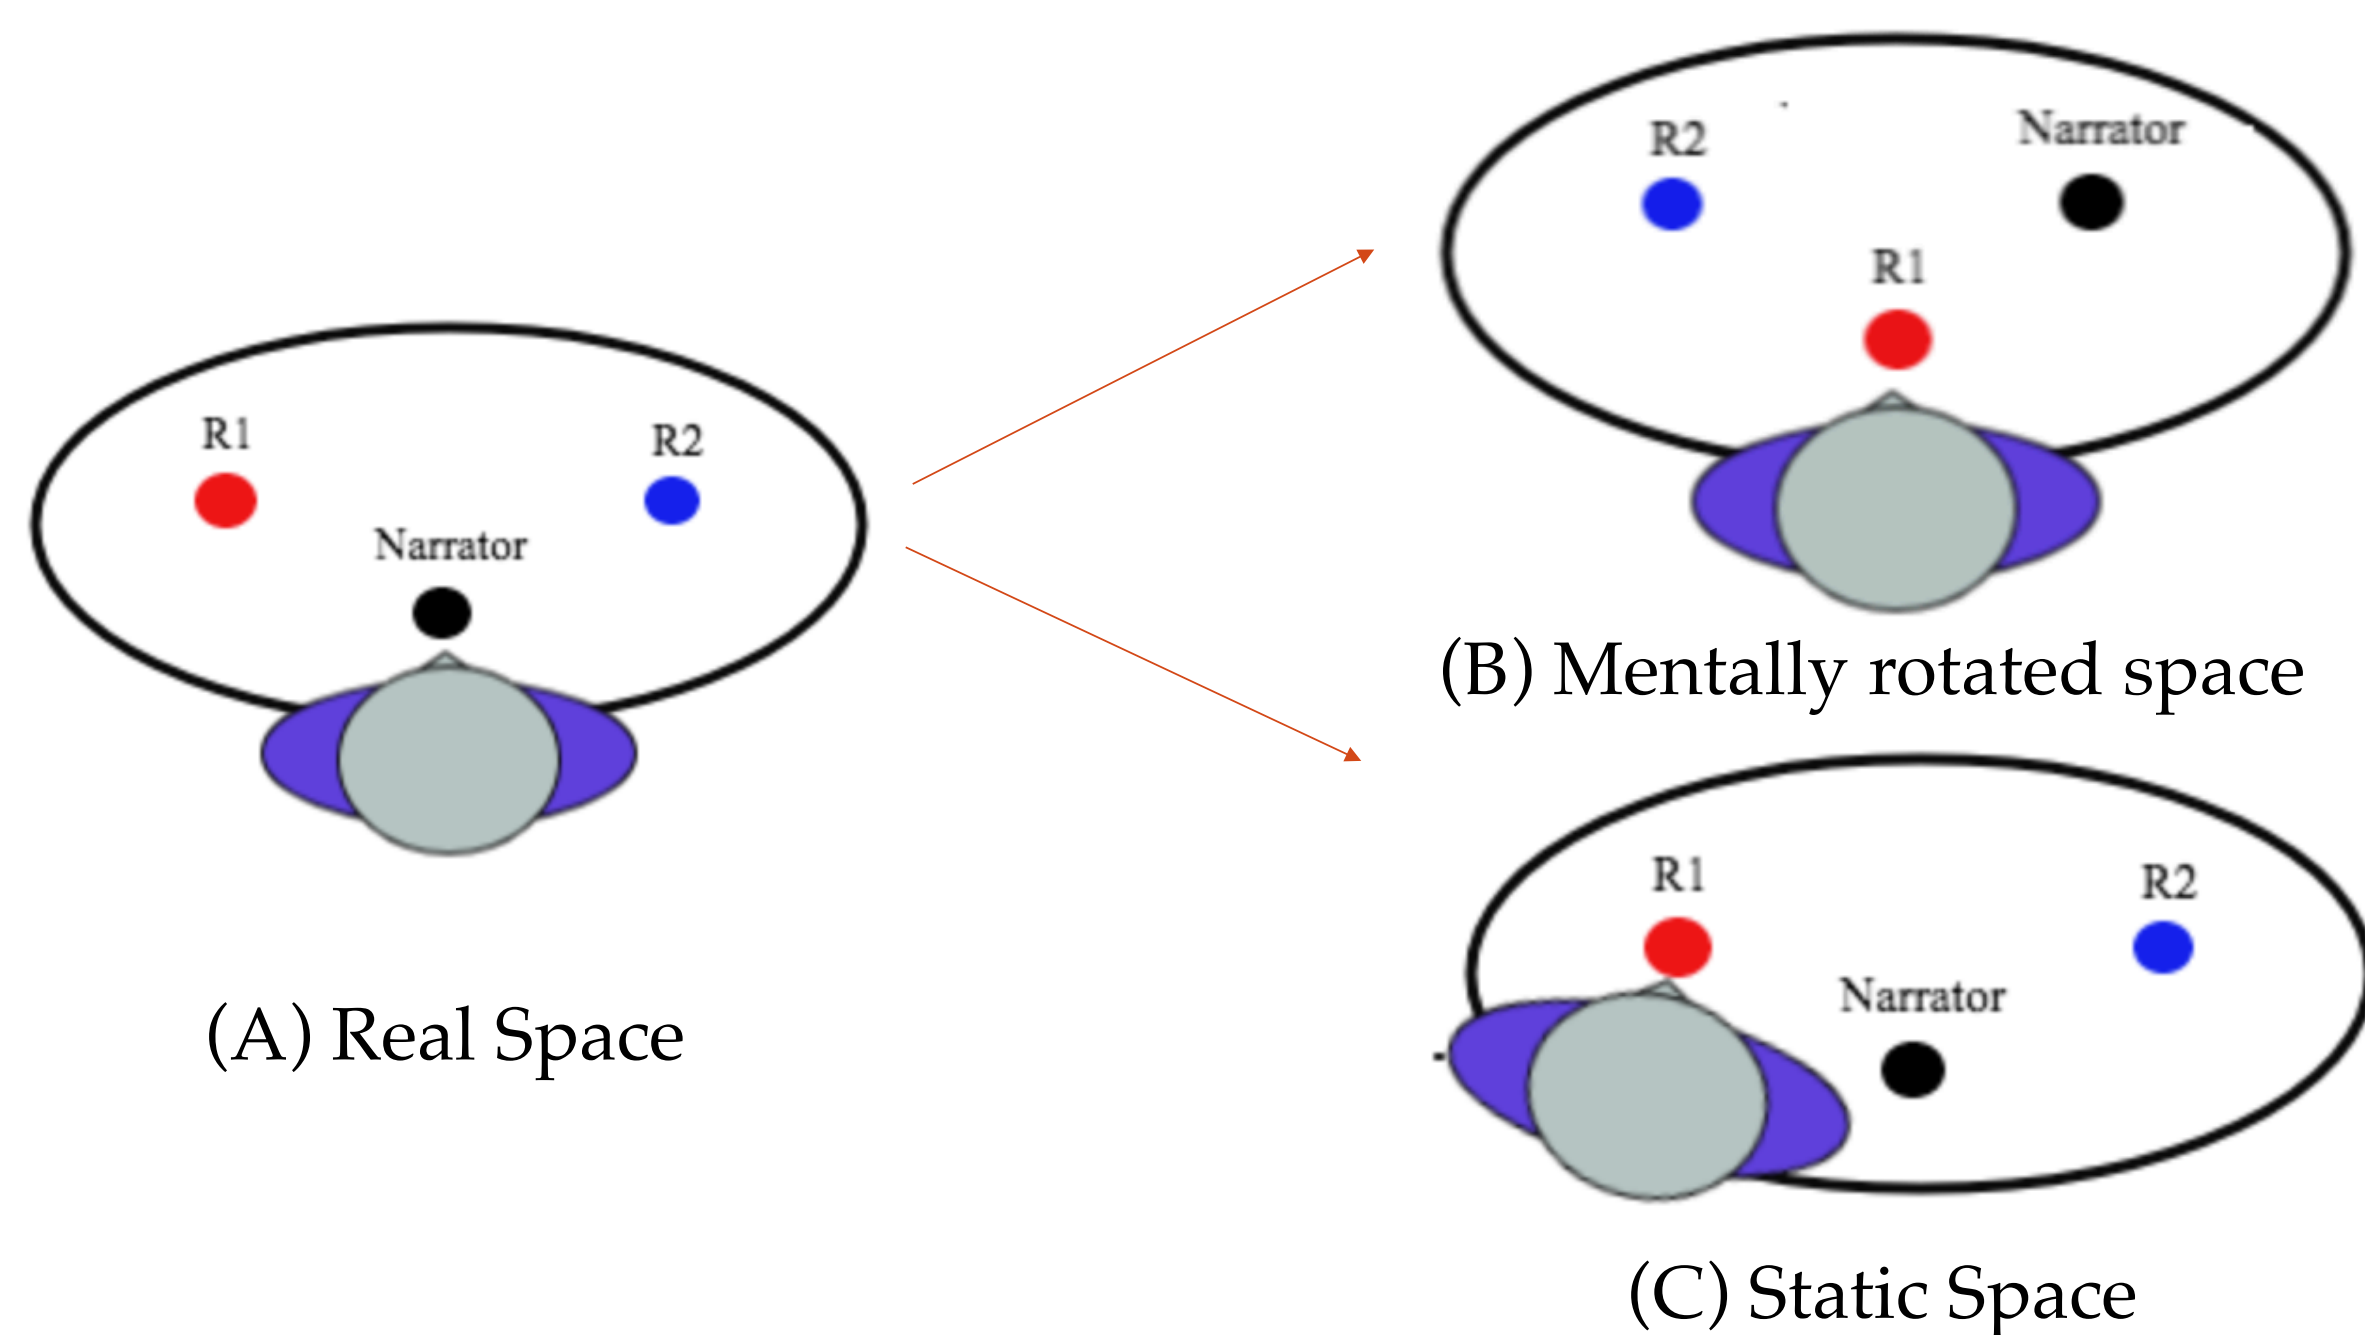 R1
R2
Narrator
(A) Real Space
R2
Narrator
R1
(B) Mentally rotated space
R1
R2
Narrator
(C) Static Space